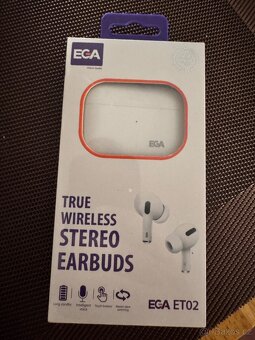 EGA
EGA
TRUE
WIRELESS
STEREO
EARBUDS
EGA ET02